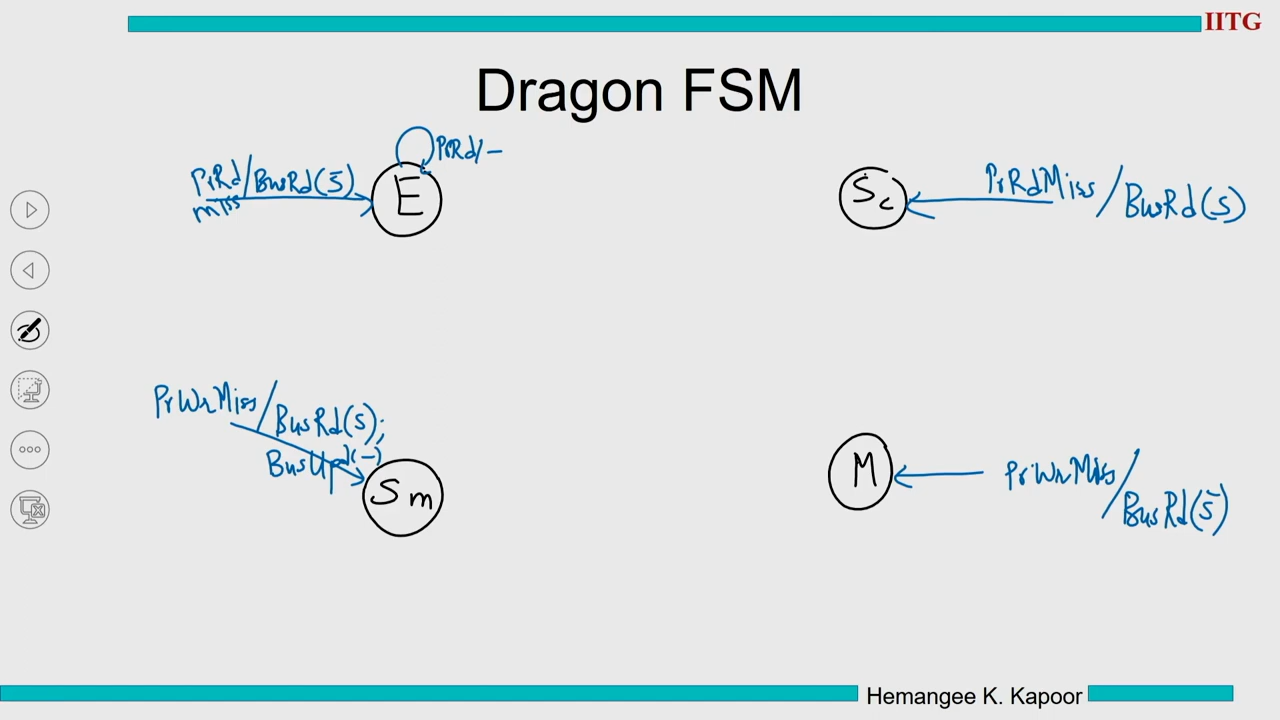 IITG
Dragon FSM
PrRd/-
PrRd/BusRd(S̅)
miss
E
Sc
PrRdMiss/BusRd(S)
PrWrMiss/BusRd(S);
BusUpd(-)
Sm
M
PrWrMiss/
BusRd(S̅)
Hemangee K. Kapoor